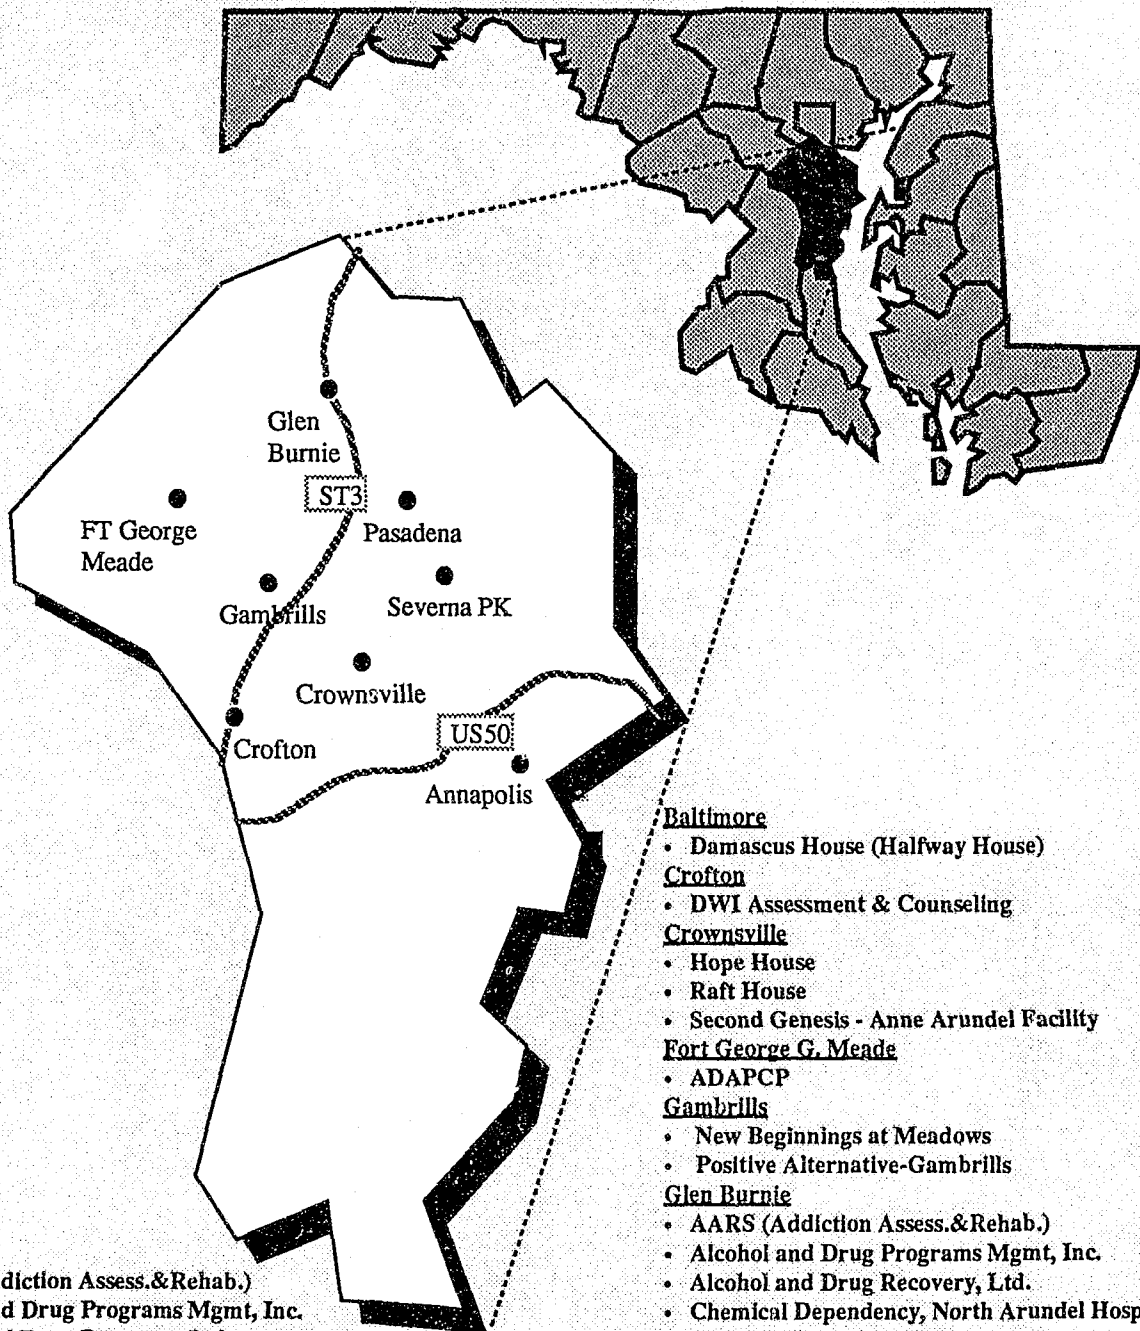 Glen
Burnie
ST3
FT George
Meade
Pasadena
Gambrills
Severna PK
Crownsville
Crofton
US50
Annapolis
Baltimore
• Damascus House (Halfway House)
Crofton
• DWI Assessment & Counseling
Crownsville
• Hope House
• Raft House
• Second Genesis - Anne Arundel Facility
Fort George G. Meade
• ADAPCP
Gambrills
• New Beginnings at Meadows
• Positive Alternative-Gambrills
Glen Burnie
• AARS (Addiction Assess.&Rehab.)
• Alcohol and Drug Programs Mgmt, Inc.
• Alcohol and Drug Recovery, Ltd.
• Chemical Dependency, North Arundel Hosp
diction Assess.&Rehab.)
d Drug Programs Mgmt, Inc.